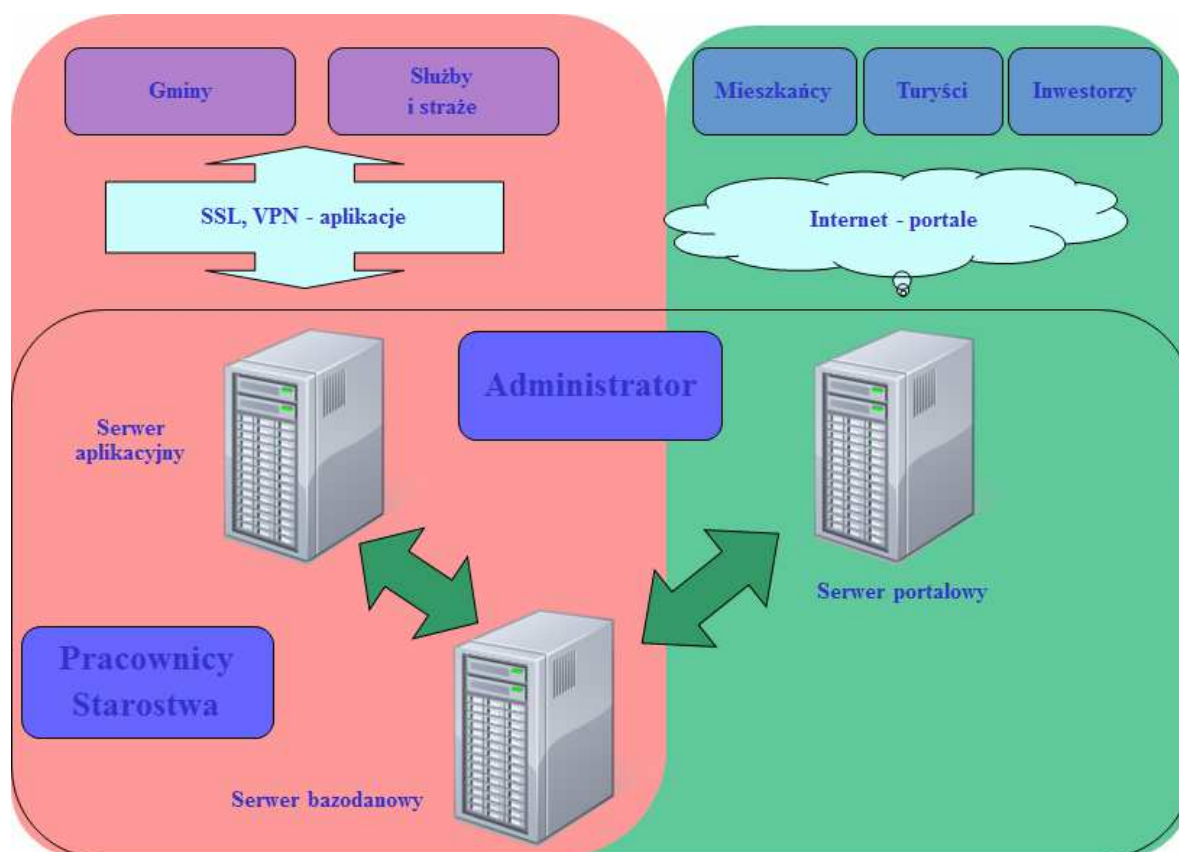 Gminy
Służby
i straże
Mieszkańcy
Turyści
Inwestorzy
SSL, VPN - aplikacje
Internet - portale
Administrator
Serwer
aplikacyjny
Serwer portalowy
Pracownicy
Starostwa
Serwer bazodanowy